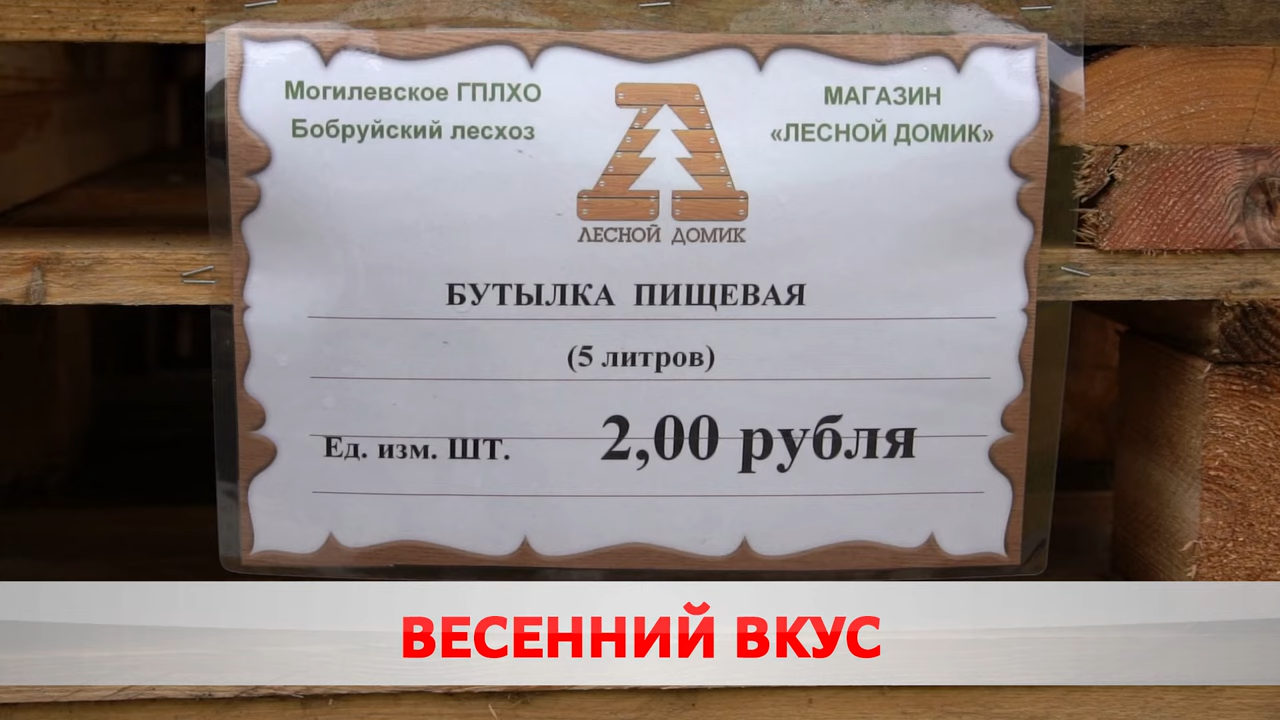 Могилевское ГПЛХО
Бобруйский лесхоз
ЛЕСНОЙ ДОМИК
МАГАЗИН
«ЛЕСНОЙ ДОМИК»
БУТЫЛКА ПИЩЕВАЯ
(5 литров)
Ед. изм. ШТ. 2,00 рубля
ВЕСЕННИЙ ВКУС